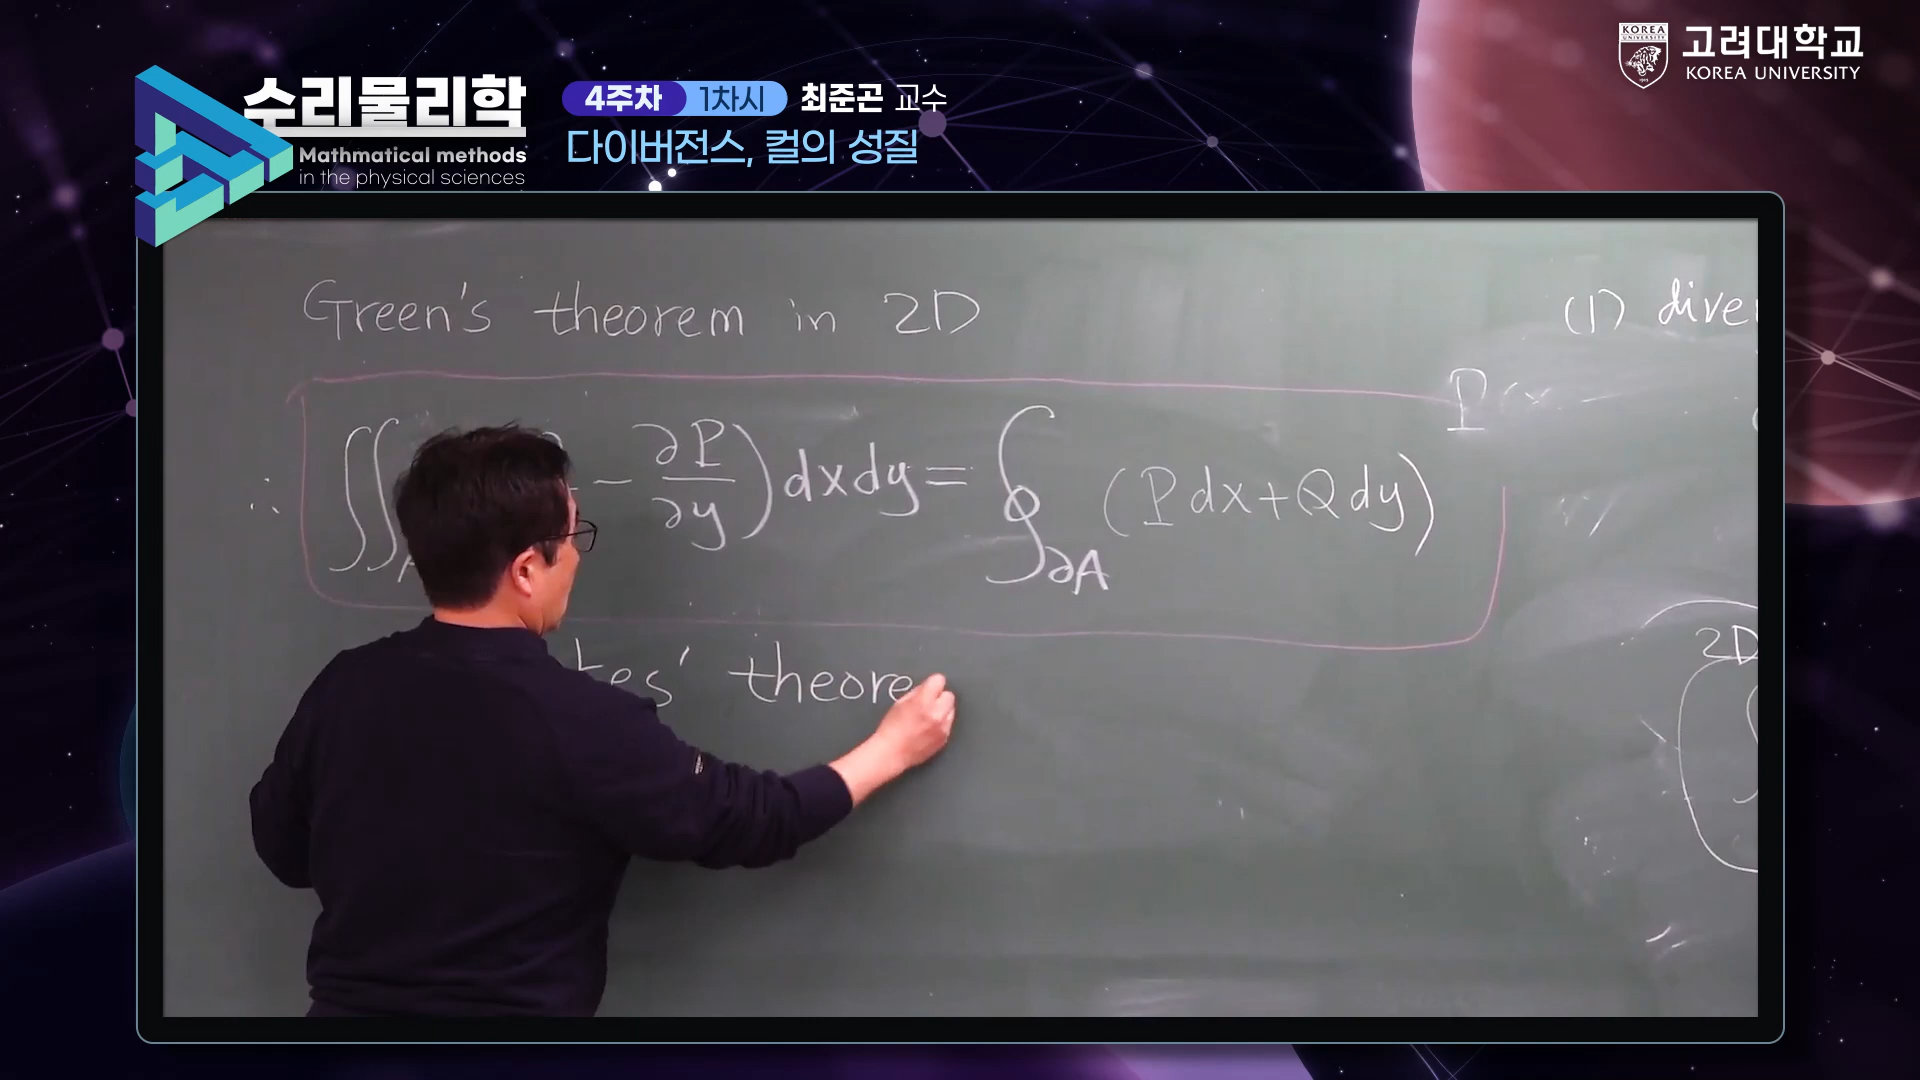 KOREA
UNIVERSITY
1905
고려대학교
KOREA UNIVERSITY
수리물리학
Mathmatical methods
in the physical sciences
4주차 1차시 최준곤 교수
다이버전스, 컬의 성질
Green's theorem in 2D
(1) dive
P(x
∴ ∬ - ∂P/∂y) dxdy = ∮∂A (Pdx+Qdy)
2D
es' theore